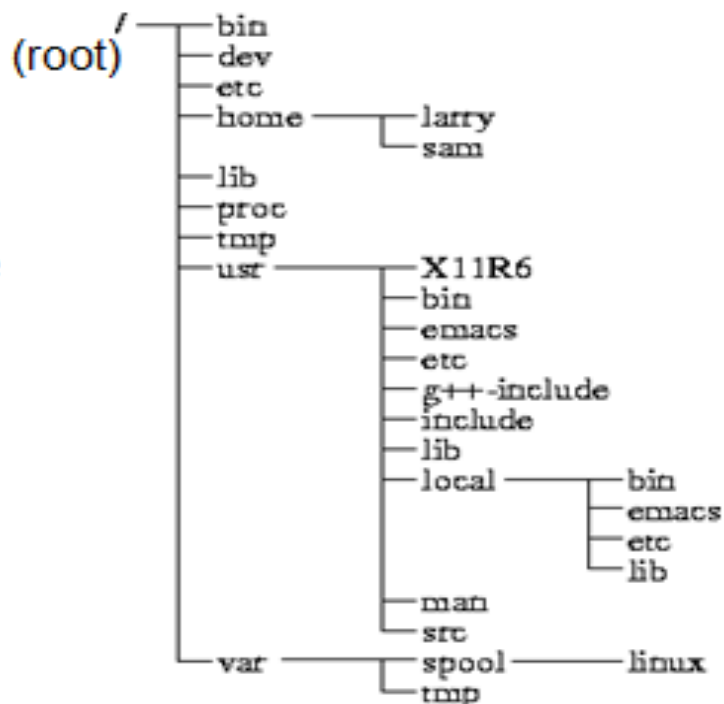 / bin
(root)
dev
etc
home larry
sam
lib
proc
tmp
usr X11R6
bin
emacs
etc
g++-include
include
lib
local bin
emacs
etc
lib
man
src
var spool linux
tmp